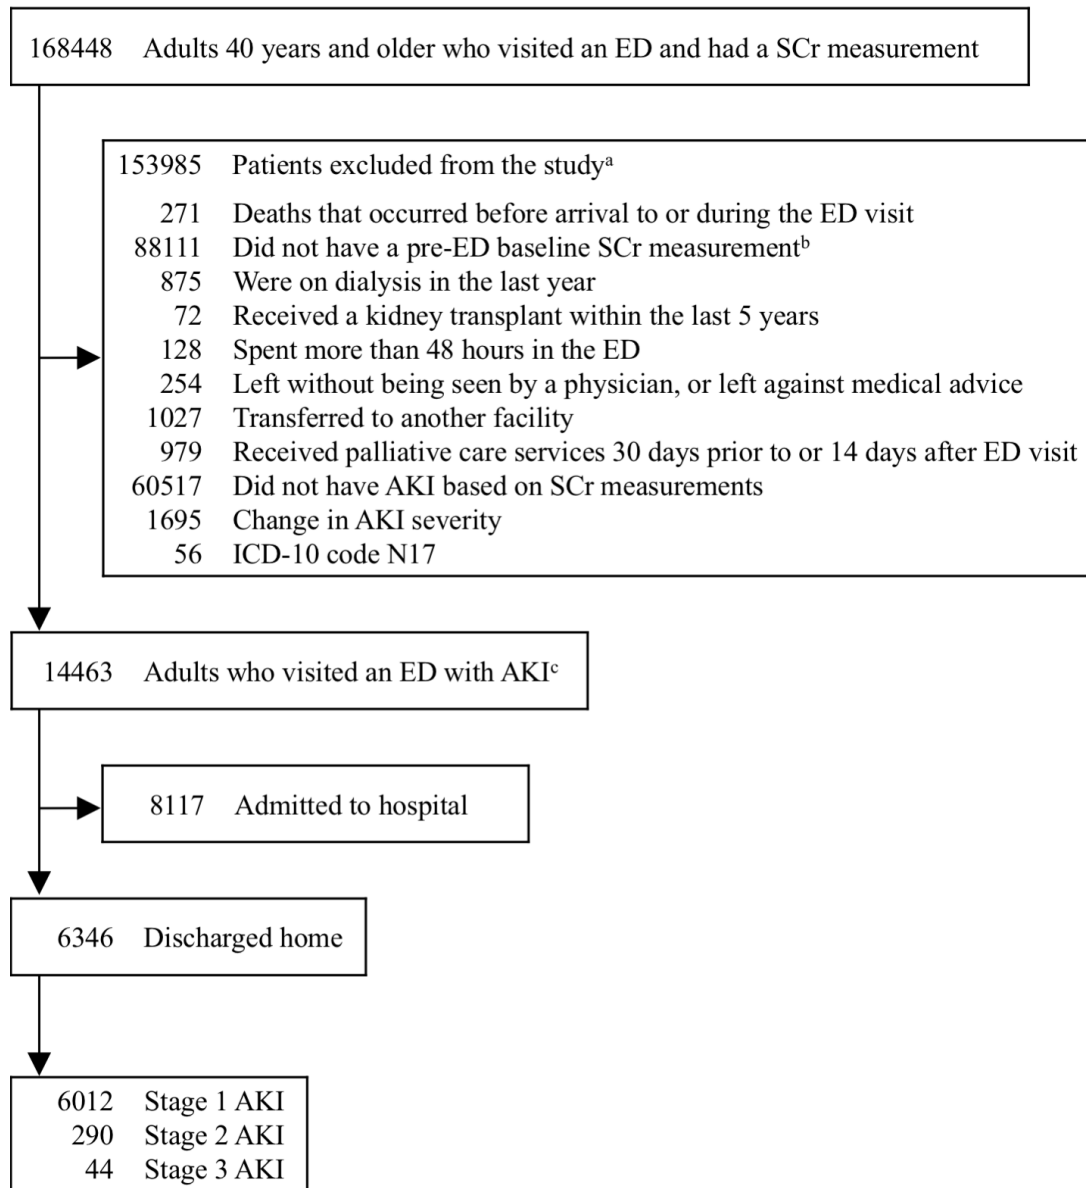 168448 Adults 40 years and older who visited an ED and had a SCr measurement
153985 Patients excluded from the studyᵃ
271 Deaths that occurred before arrival to or during the ED visit
88111 Did not have a pre-ED baseline SCr measurementᵇ
875 Were on dialysis in the last year
72 Received a kidney transplant within the last 5 years
128 Spent more than 48 hours in the ED
254 Left without being seen by a physician, or left against medical advice
1027 Transferred to another facility
979 Received palliative care services 30 days prior to or 14 days after ED visit
60517 Did not have AKI based on SCr measurements
1695 Change in AKI severity
56 ICD-10 code N17
14463 Adults who visited an ED with AKIᶜ
8117 Admitted to hospital
6346 Discharged home
6012 Stage 1 AKI
290 Stage 2 AKI
44 Stage 3 AKI